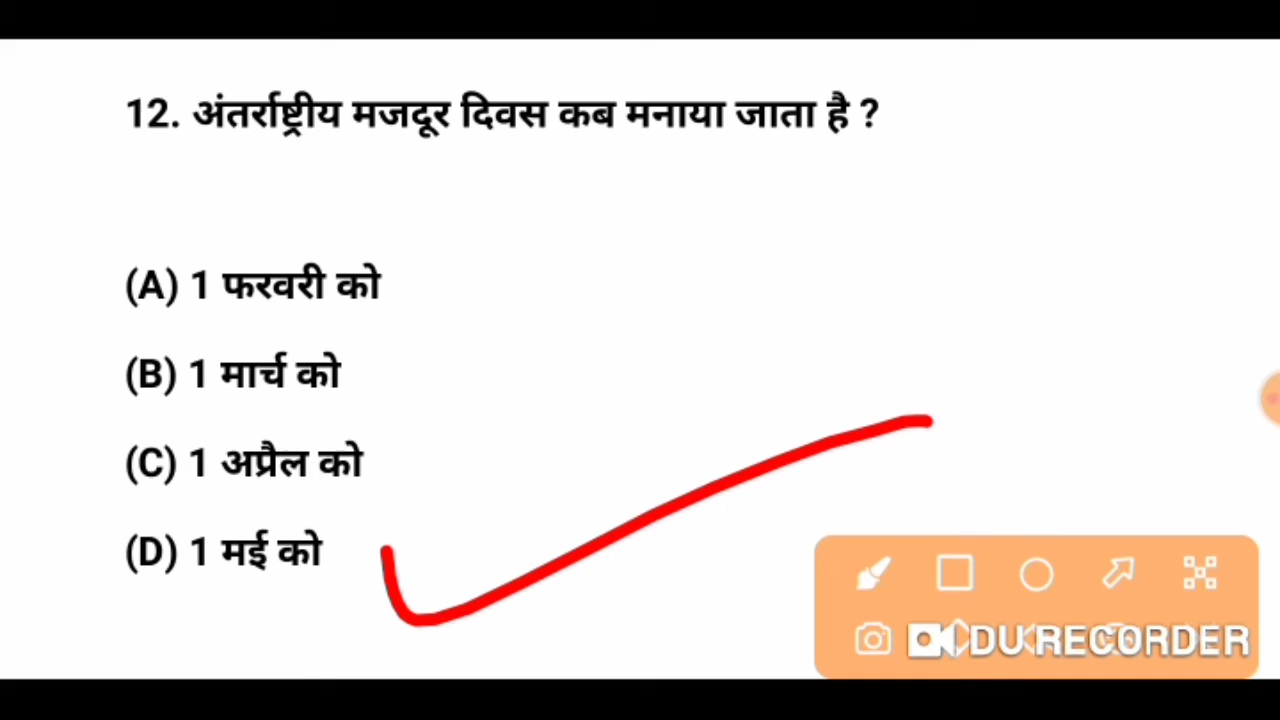 12. अंतर्राष्ट्रीय मजदूर दिवस कब मनाया जाता है ?
(A) 1 फरवरी को
(B) 1 मार्च को
(C) 1 अप्रैल को
(D) 1 मई को
DU RECORDER